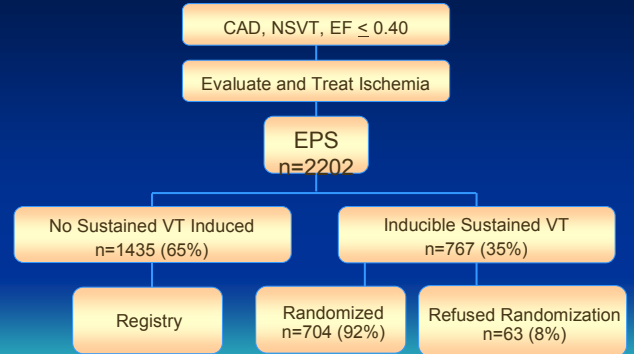 CAD, NSVT, EF ≤ 0.40
Evaluate and Treat Ischemia
EPS
n=2202
No Sustained VT Induced
n=1435 (65%)
Inducible Sustained VT
n=767 (35%)
Registry
Randomized
n=704 (92%)
Refused Randomization
n=63 (8%)